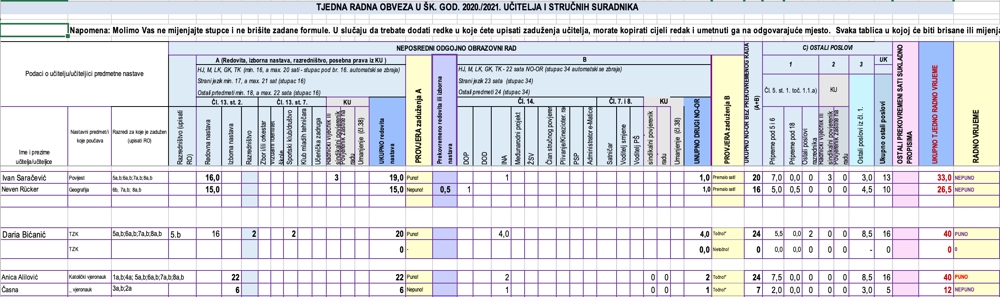 TJEDNA RADNA OBVEZA U ŠK. GOD. 2020./2021. UČITELJA I STRUČNIH SURADNIKA
Napomena: Molimo Vas ne mijenjajte stupce i ne brišite zadane formule. U slučaju da trebate dodati redke u koje ćete upisati zaduženja učitelja, morate kopirati cijeli redak i umetnuti ga na odgovarajuće mjesto. Svaka tablica u kojoj će biti brisane ili mijenja
Podaci o učitelju/učiteljici predmetne nastave
NEPOSREDNI ODGOJNO OBRAZOVNI RAD
A (Redovita, izborna nastava, razredništvo, posebna prava iz KU )
HJ, M, LK, GK, TK (min. 16, a max. 20 sati - stupac pod br. 16. automatski se zbraja)
Strani jezik min. 17, a max. 21 sat (stupac 16)
Ostali prtedmeti min. 18, a max. 22 sata (stupac 16)
B
HJ, M, LK, GK, TK - 22 sata NO-OR (stupac 34 automatski se zbraja)
Strani jezik 23 sata (stupac 34)
Ostali predmeti 24 (stupac 34)
C) OSTALI POSLOVI
1 2 3 UK
Čl. 5. st. 1. toč. 1.1.a) KU
Čl. 13. st. 2. Čl. 13. st. 7. KU Čl. 14. Čl. 7. i 8. KU
Ime i prezime
učitelja/učiteljice
Nastavni predmet/i
koje poučava
Razredi za koje je zadužen
(upisati RO)
Razredništvo (upisati
RO)
Redovna nastava
Izborna nastava
Razredništvo
Zbor i/ili orkestar
Vizualni identitet
škole
Sportski klub/društvo
Klub mladih tehničara
Učenička zadruga
Radnički vijećnik ili
sindikalni povjerenik
Povjerenik zaštite na
radu
Umanjenje (čl.38)
UKUPNO redovita
nastava
PROVJERA zaduženja A
Prekovremeno redovita ili izborna
nastava
DOP
DOD
INA
Međunarodni projekt
ŽSV
Član stručnog povjeren
Plivanje/Kinezioter. rad
PSP
Administrator e-Matice
Satničar
Voditelj smjene
Voditelj PŠ
sindikalni povjerenik
radu
Umanjenje (čl.38)
UNUPNO DRUGI NO-OR
PROVJERA zaduženja B
UKUPNO NO-OR BEZ PREKOVREMENOG RADA
(A+B)
Pripreme pod 5 i 6
Pripreme pod 18
Ostali poslovi
razrednika
Radnički vijećnik ili
sindikalni povjerenik
Povjerenik zaštite na
radu
Ostali poslovi iz čl. 1.
Ukupno ostali poslovi
OSTALI PREKOVREMENI SATI SUKLADNO
PROPISIMA
UKUPNO TJEDNO RADNO VRIJEME
RADNO VRIJEME
Ivan Saračević Povijest 5a,b;6a,b;7a,b;8a,b 16,0 3 19,0 Puno! 1 1,0 Premalo sati! 20 7,0 0,0 0 3 0 3,0 13 33,0 NEPUNO
Neven Rücker Geografija 6b, 7a,b; 8a,b 15,0 15,0 Nepuno! 0,5 1 1,0 Premalo sati! 16 5,0 0,5 0 0 0 4,5 10 26,5 NEPUNO
Daria Bićanić TZK 5a,b;6a,b;7a,b;8a,b 5.b 16 2 2 20 Puno! 4,0 4,0 Točno!" 24 5,5 0,0 2 0 0 8,5 16 40 PUNO
TZK 0 - 0,0 Netočno! 0 0,0 0,0 0 0 0 - 0 0 0
Anica Alilović Katolički vjeronauk 1a,b;4a; 5a,b;6a,b;7a,b;8a,b 22 22 Puno! 2 0 0 2 Točno!" 24 7,5 0,0 0 0 0 8,5 16 40 PUNO
Časna _ vjeronauk 3a,b;2a 6 6 Nepuno! 1 0 0 1 Točno!" 7 2,0 0,0 0 0 0 3,0 5 12 NEPUNO